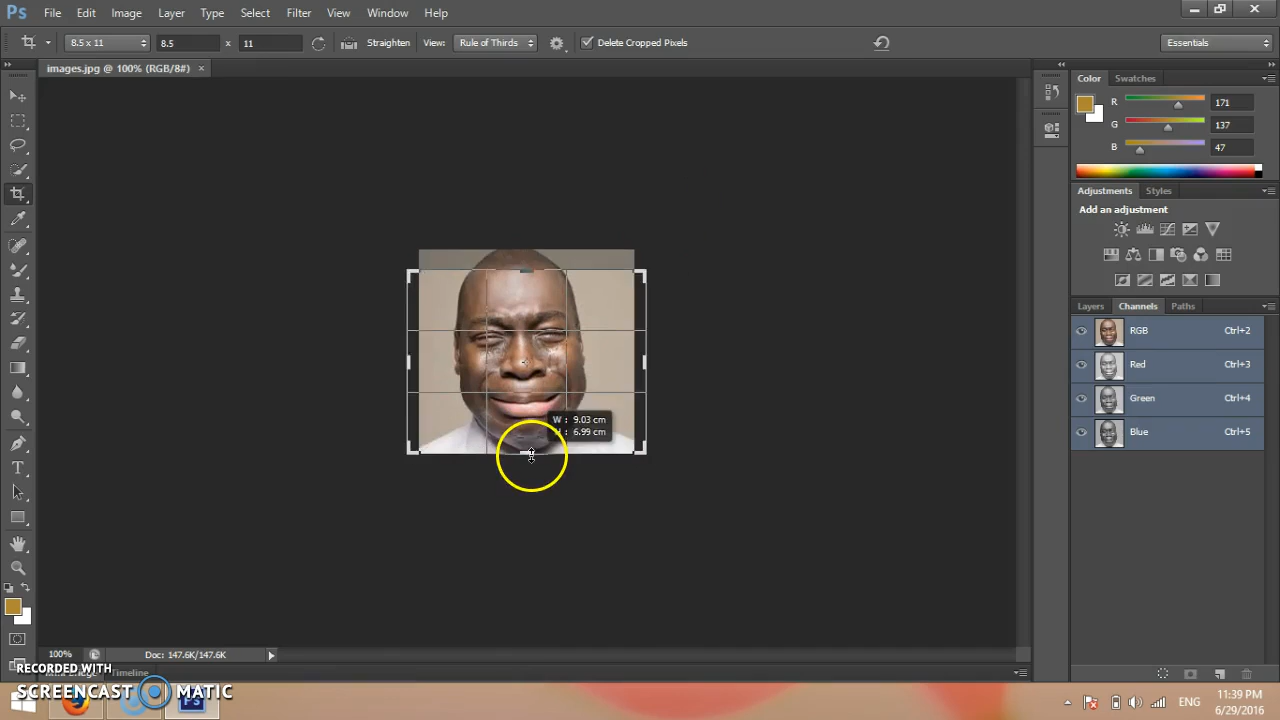 Ps File Edit Image Layer Type Select Filter View Window Help
8.5 x 11 8.5 x 11 Straighten View: Rule of Thirds Delete Cropped Pixels Essentials
images.jpg @ 100% (RGB/8#) ×
Color Swatches
R 171
G 137
B 47
Adjustments Styles
Add an adjustment
Layers Channels Paths
RGB Ctrl+2
Red Ctrl+3
Green Ctrl+4
Blue Ctrl+5
W : 9.03 cm
H : 6.99 cm
T
100% Doc: 147.6K/147.6K
Timeline
RECORDED WITH
SCREENCAST MATIC
Ps
ENG
11:39 PM
6/29/2016